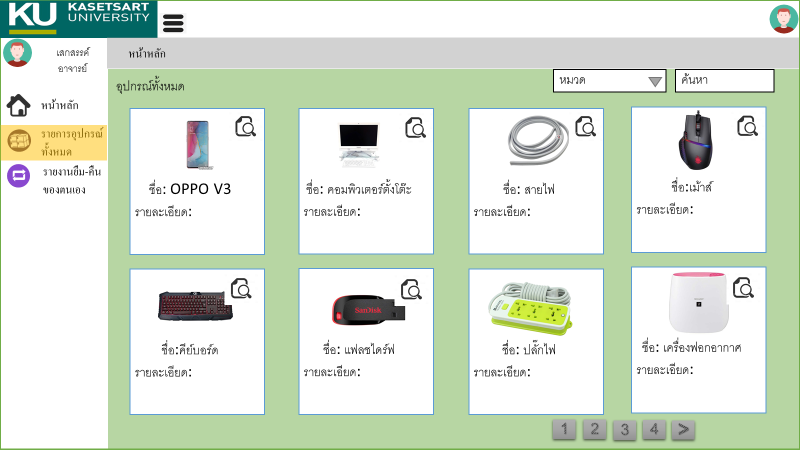 KU KASETSART
UNIVERSITY
เสกสรรค์
อาจารย์
หน้าหลัก
รายการอุปกรณ์
ทั้งหมด
รายงานยืม-คืน
ของตนเอง
หน้าหลัก
อุปกรณ์ทั้งหมด
หมวด
ค้นหา
ชื่อ: OPPO V3
รายละเอียด:
ชื่อ: คอมพิวเตอร์ตั้งโต๊ะ
รายละเอียด:
ชื่อ: สายไฟ
รายละเอียด:
ชื่อ:เม้าส์
รายละเอียด:
ชื่อ:คีย์บอร์ด
รายละเอียด:
SanDisk
ชื่อ: แฟลชไดร์ฟ
รายละเอียด:
ชื่อ: ปลั๊กไฟ
รายละเอียด:
ชื่อ: เครื่องฟอกอากาศ
รายละเอียด:
1 2 3 4 >